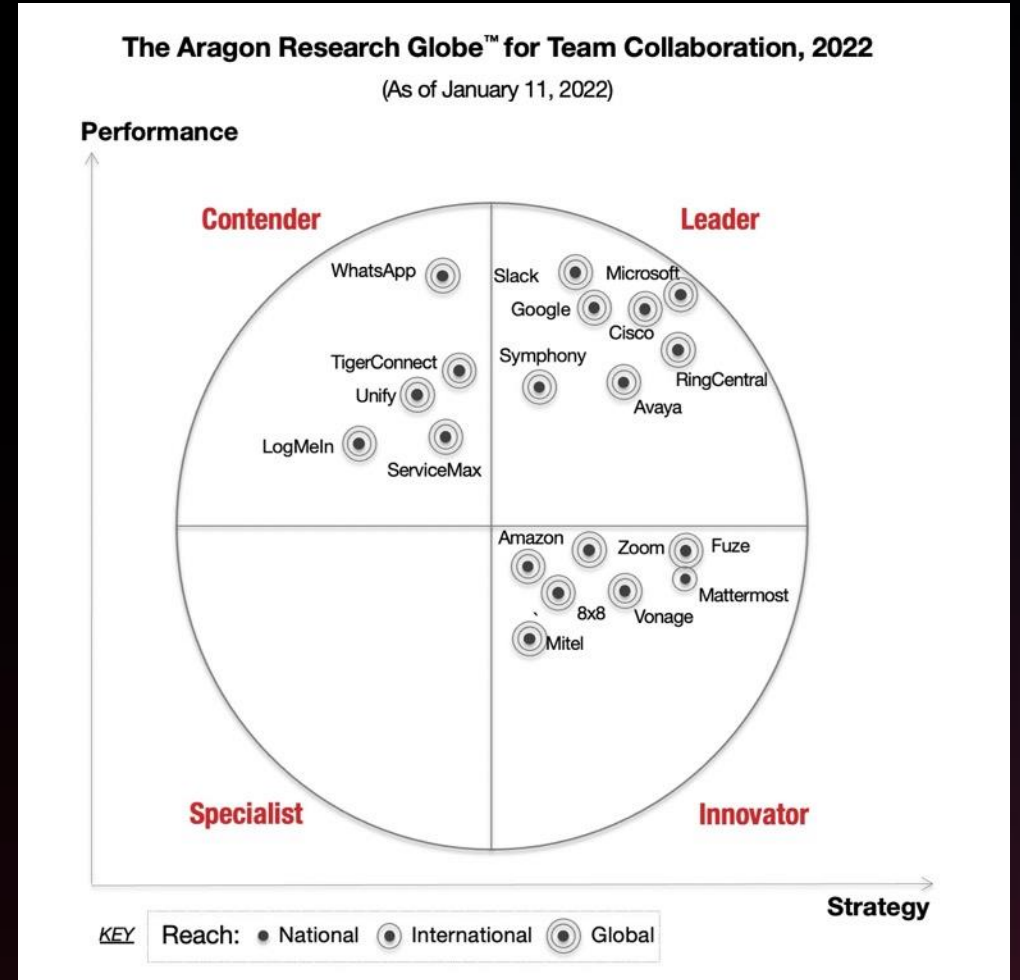 The Aragon Research Globe™ for Team Collaboration, 2022
(As of January 11, 2022)
Performance
Contender
Leader
WhatsApp
Slack
Microsoft
Google
Cisco
TigerConnect
Symphony
RingCentral
Unify
Avaya
LogMeIn
ServiceMax
Amazon
Zoom
Fuze
Mattermost
8x8
Vonage
`
Mitel
Specialist
Innovator
Strategy
KEY Reach: National International Global